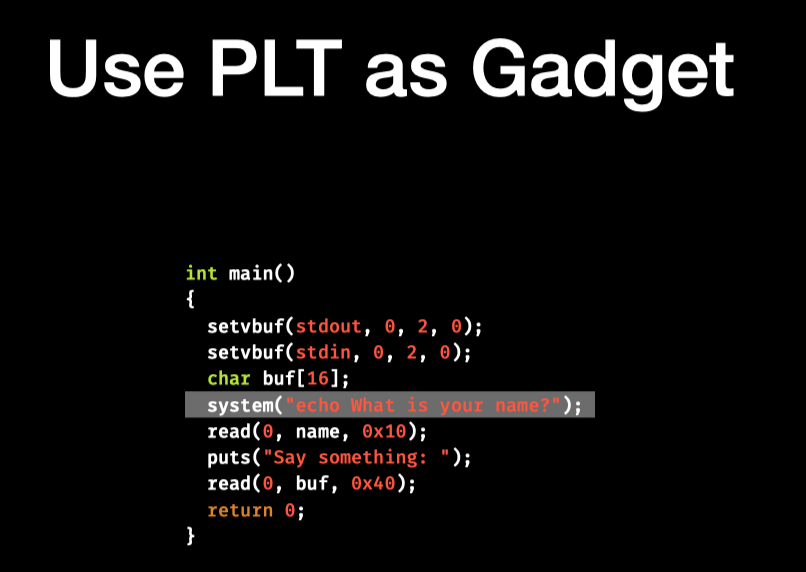 Use PLT as Gadget
int main()
{
setvbuf(stdout, 0, 2, 0);
setvbuf(stdin, 0, 2, 0);
char buf[16];
system("echo What is your name?");
read(0, name, 0x10);
puts("Say something: ");
read(0, buf, 0x40);
return 0;
}